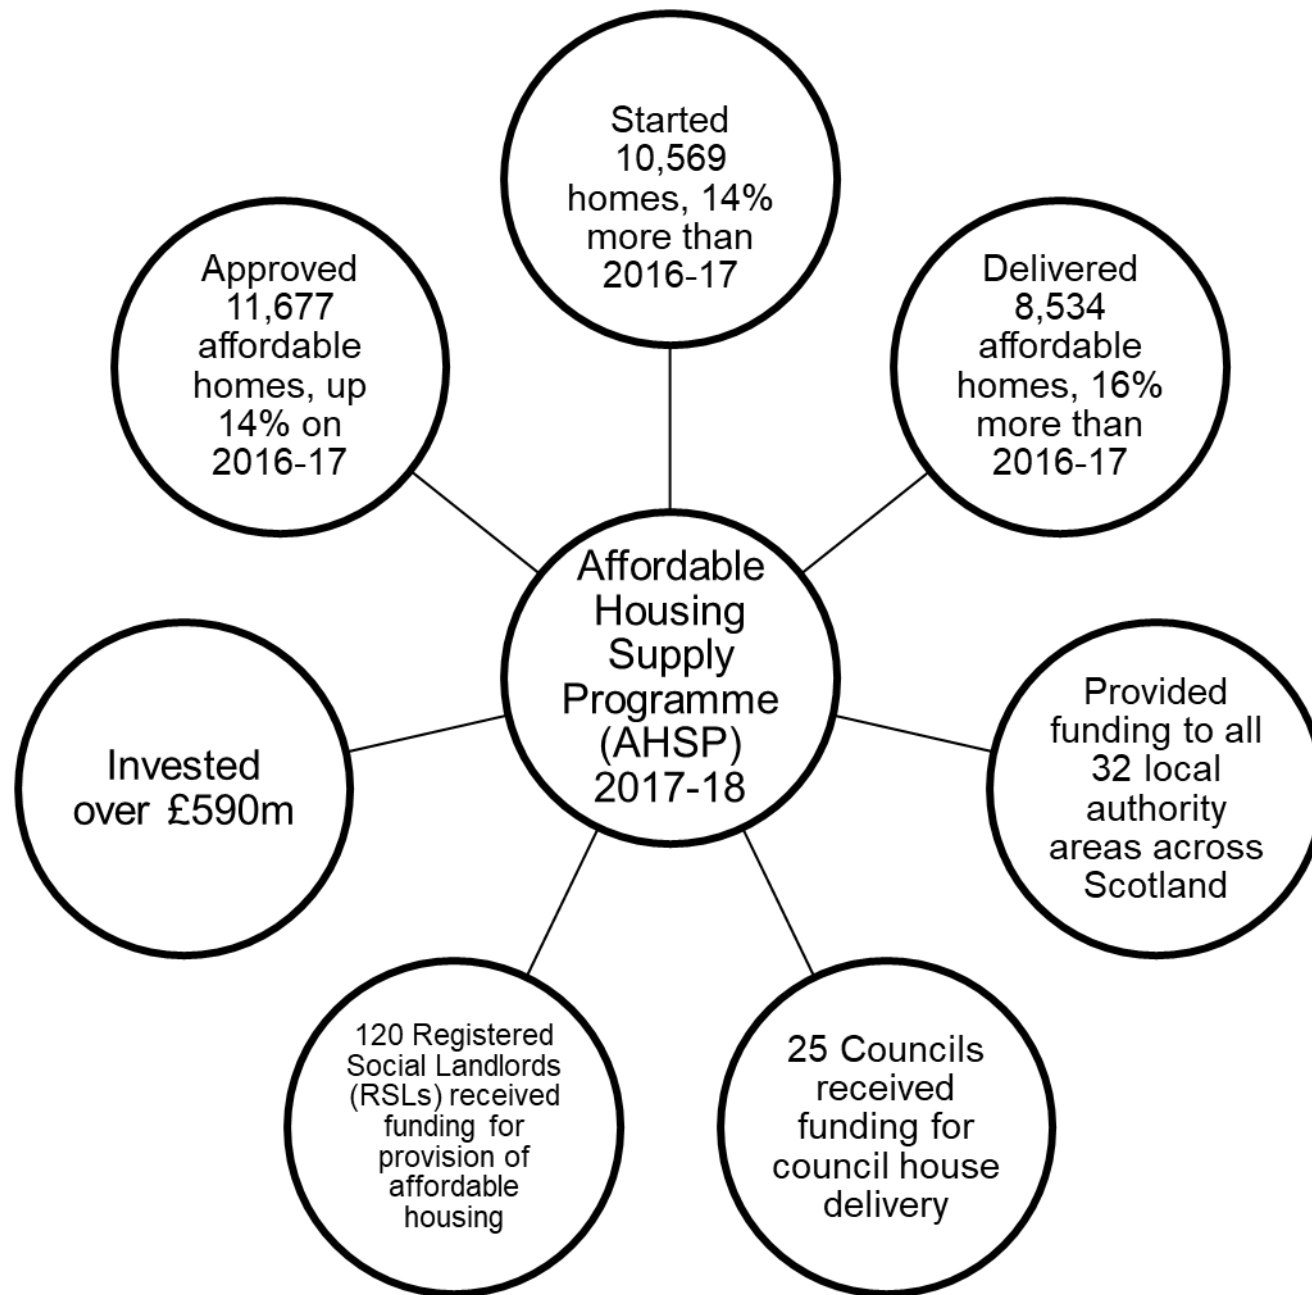 Started
10,569
homes, 14%
more than
2016-17
Approved
11,677
affordable
homes, up
14% on
2016-17
Delivered
8,534
affordable
homes, 16%
more than
2016-17
Affordable
Housing
Supply
Programme
(AHSP)
2017-18
Invested
over £590m
Provided
funding to all
32 local
authority
areas across
Scotland
120 Registered
Social Landlords
(RSLs) received
funding for
provision of
affordable
housing
25 Councils
received
funding for
council house
delivery